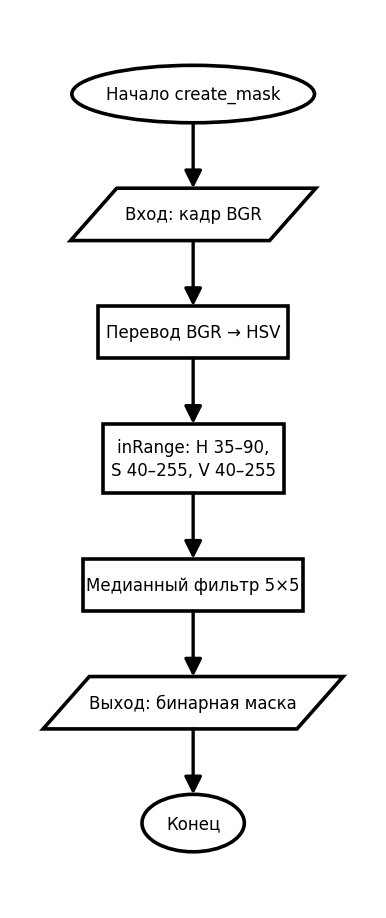 Начало create_mask
Вход: кадр BGR
Перевод BGR → HSV
inRange: H 35–90,
S 40–255, V 40–255
Медианный фильтр 5×5
Выход: бинарная маска
Конец